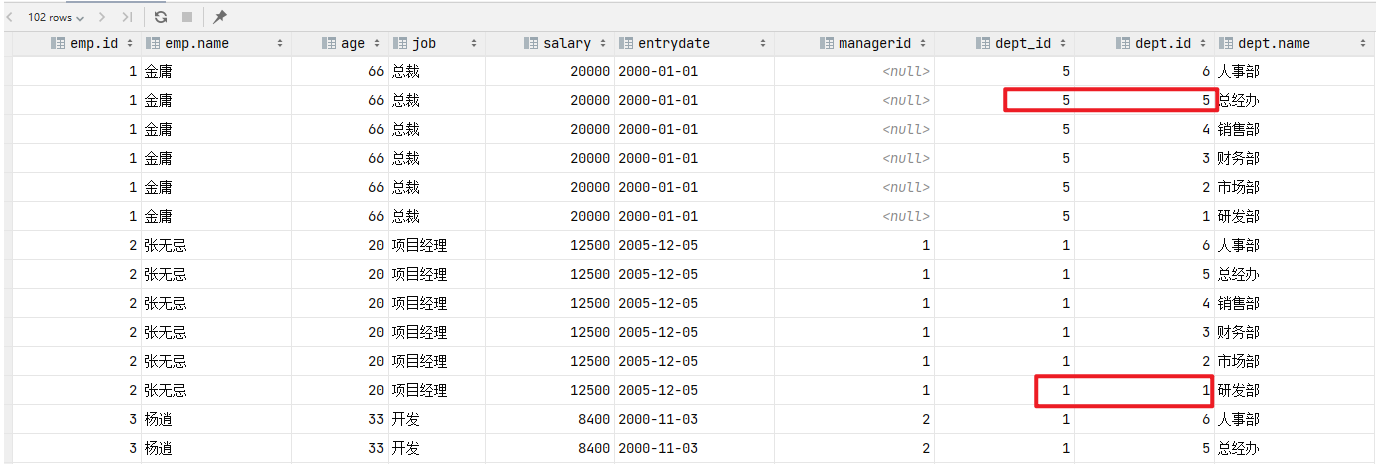 102 rows
emp.id emp.name age job salary entrydate managerid dept_id dept.id dept.name
1 金庸 66 总裁 20000 2000-01-01 <null> 5 6 人事部
1 金庸 66 总裁 20000 2000-01-01 <null> 5 5 总经办
1 金庸 66 总裁 20000 2000-01-01 <null> 5 4 销售部
1 金庸 66 总裁 20000 2000-01-01 <null> 5 3 财务部
1 金庸 66 总裁 20000 2000-01-01 <null> 5 2 市场部
1 金庸 66 总裁 20000 2000-01-01 <null> 5 1 研发部
2 张无忌 20 项目经理 12500 2005-12-05 1 1 6 人事部
2 张无忌 20 项目经理 12500 2005-12-05 1 1 5 总经办
2 张无忌 20 项目经理 12500 2005-12-05 1 1 4 销售部
2 张无忌 20 项目经理 12500 2005-12-05 1 1 3 财务部
2 张无忌 20 项目经理 12500 2005-12-05 1 1 2 市场部
2 张无忌 20 项目经理 12500 2005-12-05 1 1 1 研发部
3 杨逍 33 开发 8400 2000-11-03 2 1 6 人事部
3 杨逍 33 开发 8400 2000-11-03 2 1 5 总经办